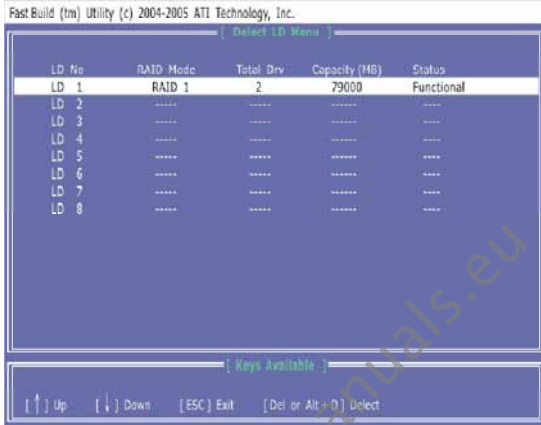 Fast Build (tm) Utility (c) 2004-2005 ATI Technology, Inc.
[ Delect LD Menu ]
LD No RAID Mode Total Drv Capacity (MB) Status
LD 1 RAID 1 2 79000 Functional
LD 2 ----- ----- ------ ----
LD 3 ----- ----- ------ ----
LD 4 ----- ----- ------ ----
LD 5 ----- ----- ------ ----
LD 6 ----- ----- ------ ----
LD 7 ----- ----- ------ ----
LD 8 ----- ----- ------ ----
[ Keys Available ]
[↑] Up [↓] Down [ESC] Exit [Del or Alt+D] Delect
anuals.eu